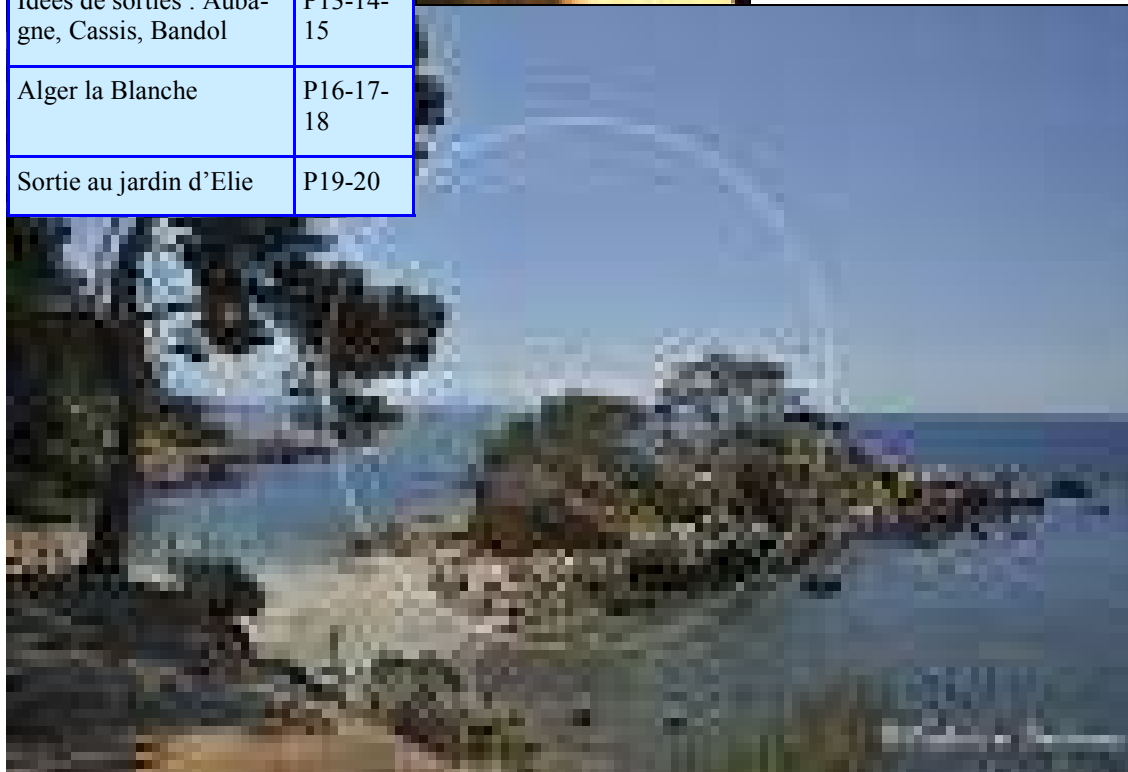 Idées de sorties : Auba-
gne, Cassis, Bandol
P13-14-
15
Alger la Blanche
P16-17-
18
Sortie au jardin d’Elie
P19-20